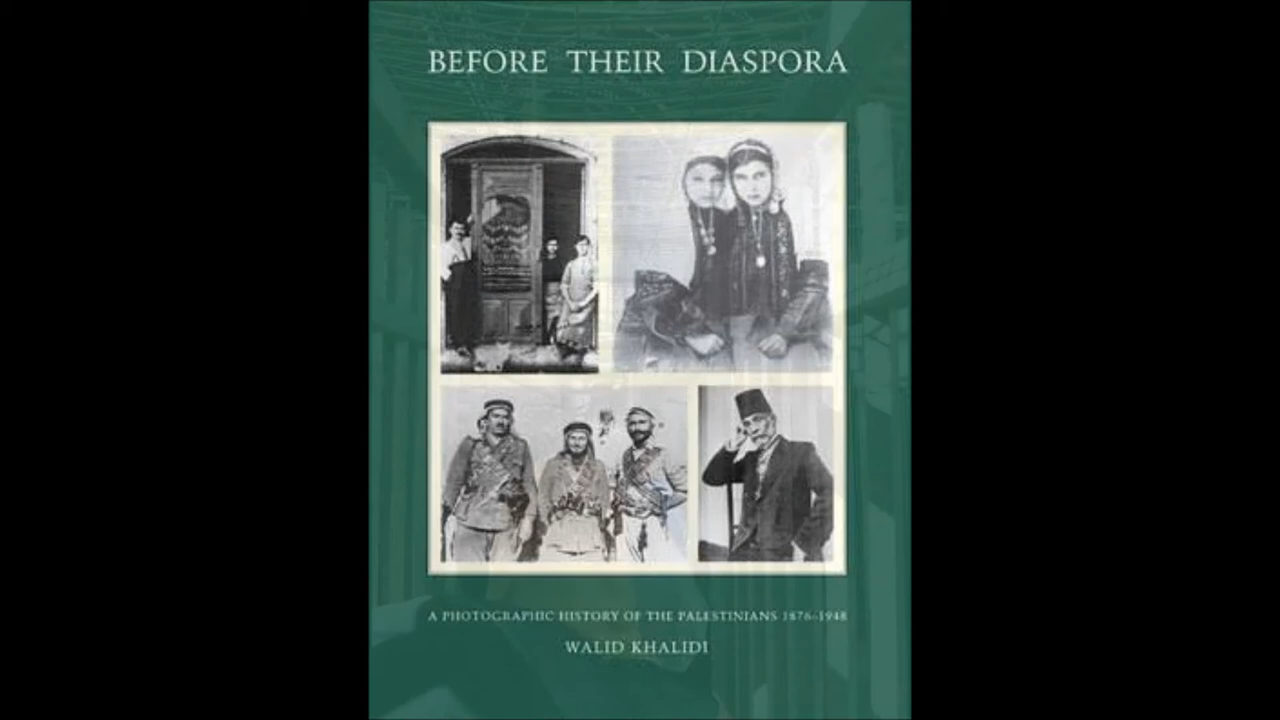 BEFORE THEIR DIASPORA
A PHOTOGRAPHIC HISTORY OF THE PALESTINIANS 1876–1948
WALID KHALIDI